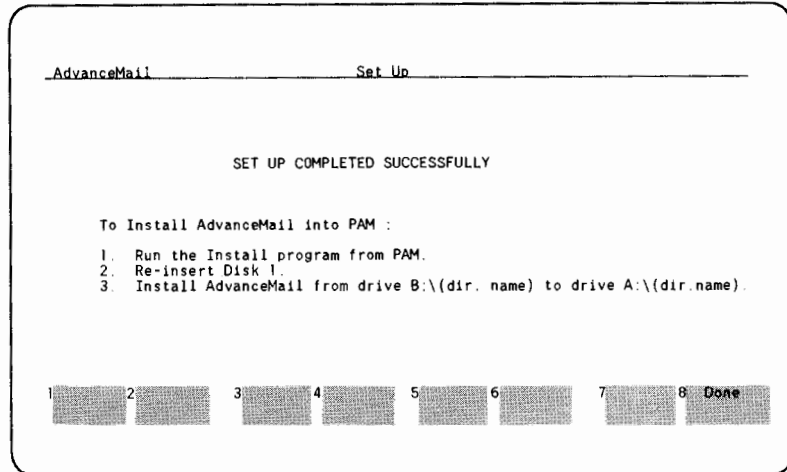 AdvanceMail Set Up
SET UP COMPLETED SUCCESSFULLY
To Install AdvanceMail into PAM :
1. Run the Install program from PAM.
2. Re-insert Disk 1.
3. Install AdvanceMail from drive B:\(dir. name) to drive A:\(dir.name).
1 2 3 4 5 6 7 8 Done